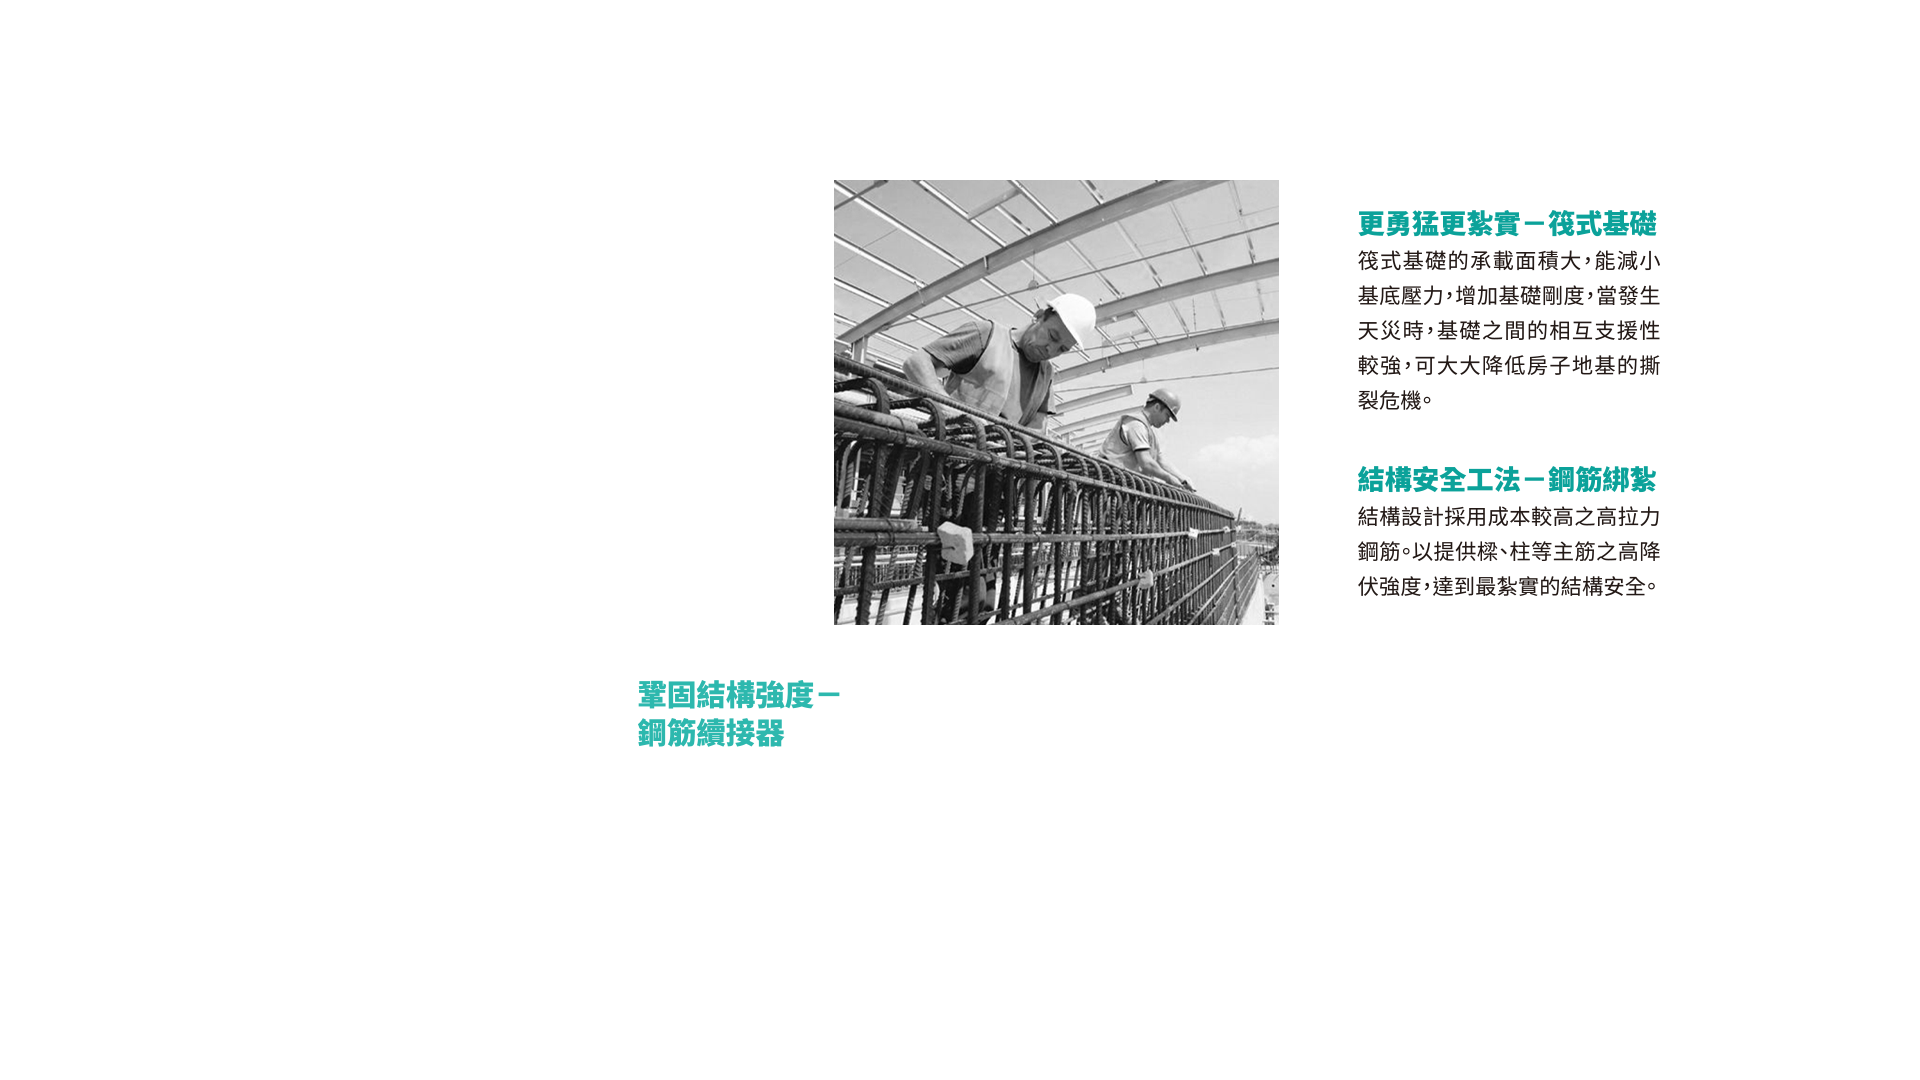 更勇猛更紮實－筏式基礎
筏式基礎的承載面積大，能減小
基底壓力，增加基礎剛度，當發生
天災時，基礎之間的相互支援性
較強，可大大降低房子地基的撕
裂危機。
結構安全工法－鋼筋綁紮
結構設計採用成本較高之高拉力
鋼筋。以提供樑、柱等主筋之高降
伏強度，達到最紮實的結構安全。
鞏固結構強度－
鋼筋續接器